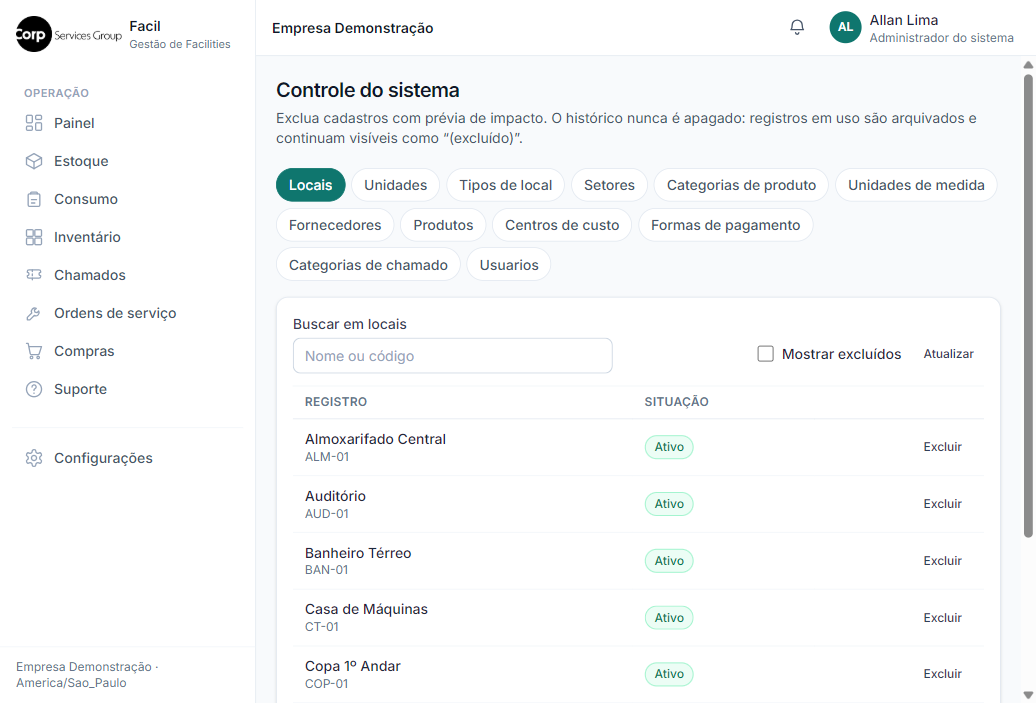 Corp Services Group
Facil
Gestão de Facilities
OPERAÇÃO
Painel
Estoque
Consumo
Inventário
Chamados
Ordens de serviço
Compras
Suporte
Configurações
Empresa Demonstração ·
America/Sao_Paulo
Empresa Demonstração
AL
Allan Lima
Administrador do sistema
Controle do sistema
Exclua cadastros com prévia de impacto. O histórico nunca é apagado: registros em uso são arquivados e
continuam visíveis como “(excluído)”.
Locais Unidades Tipos de local Setores Categorias de produto Unidades de medida
Fornecedores Produtos Centros de custo Formas de pagamento
Categorias de chamado Usuarios
Buscar em locais
Nome ou código
Mostrar excluídos Atualizar
REGISTRO SITUAÇÃO
Almoxarifado Central
ALM-01
Ativo Excluir
Auditório
AUD-01
Ativo Excluir
Banheiro Térreo
BAN-01
Ativo Excluir
Casa de Máquinas
CT-01
Ativo Excluir
Copa 1º Andar
COP-01
Ativo Excluir